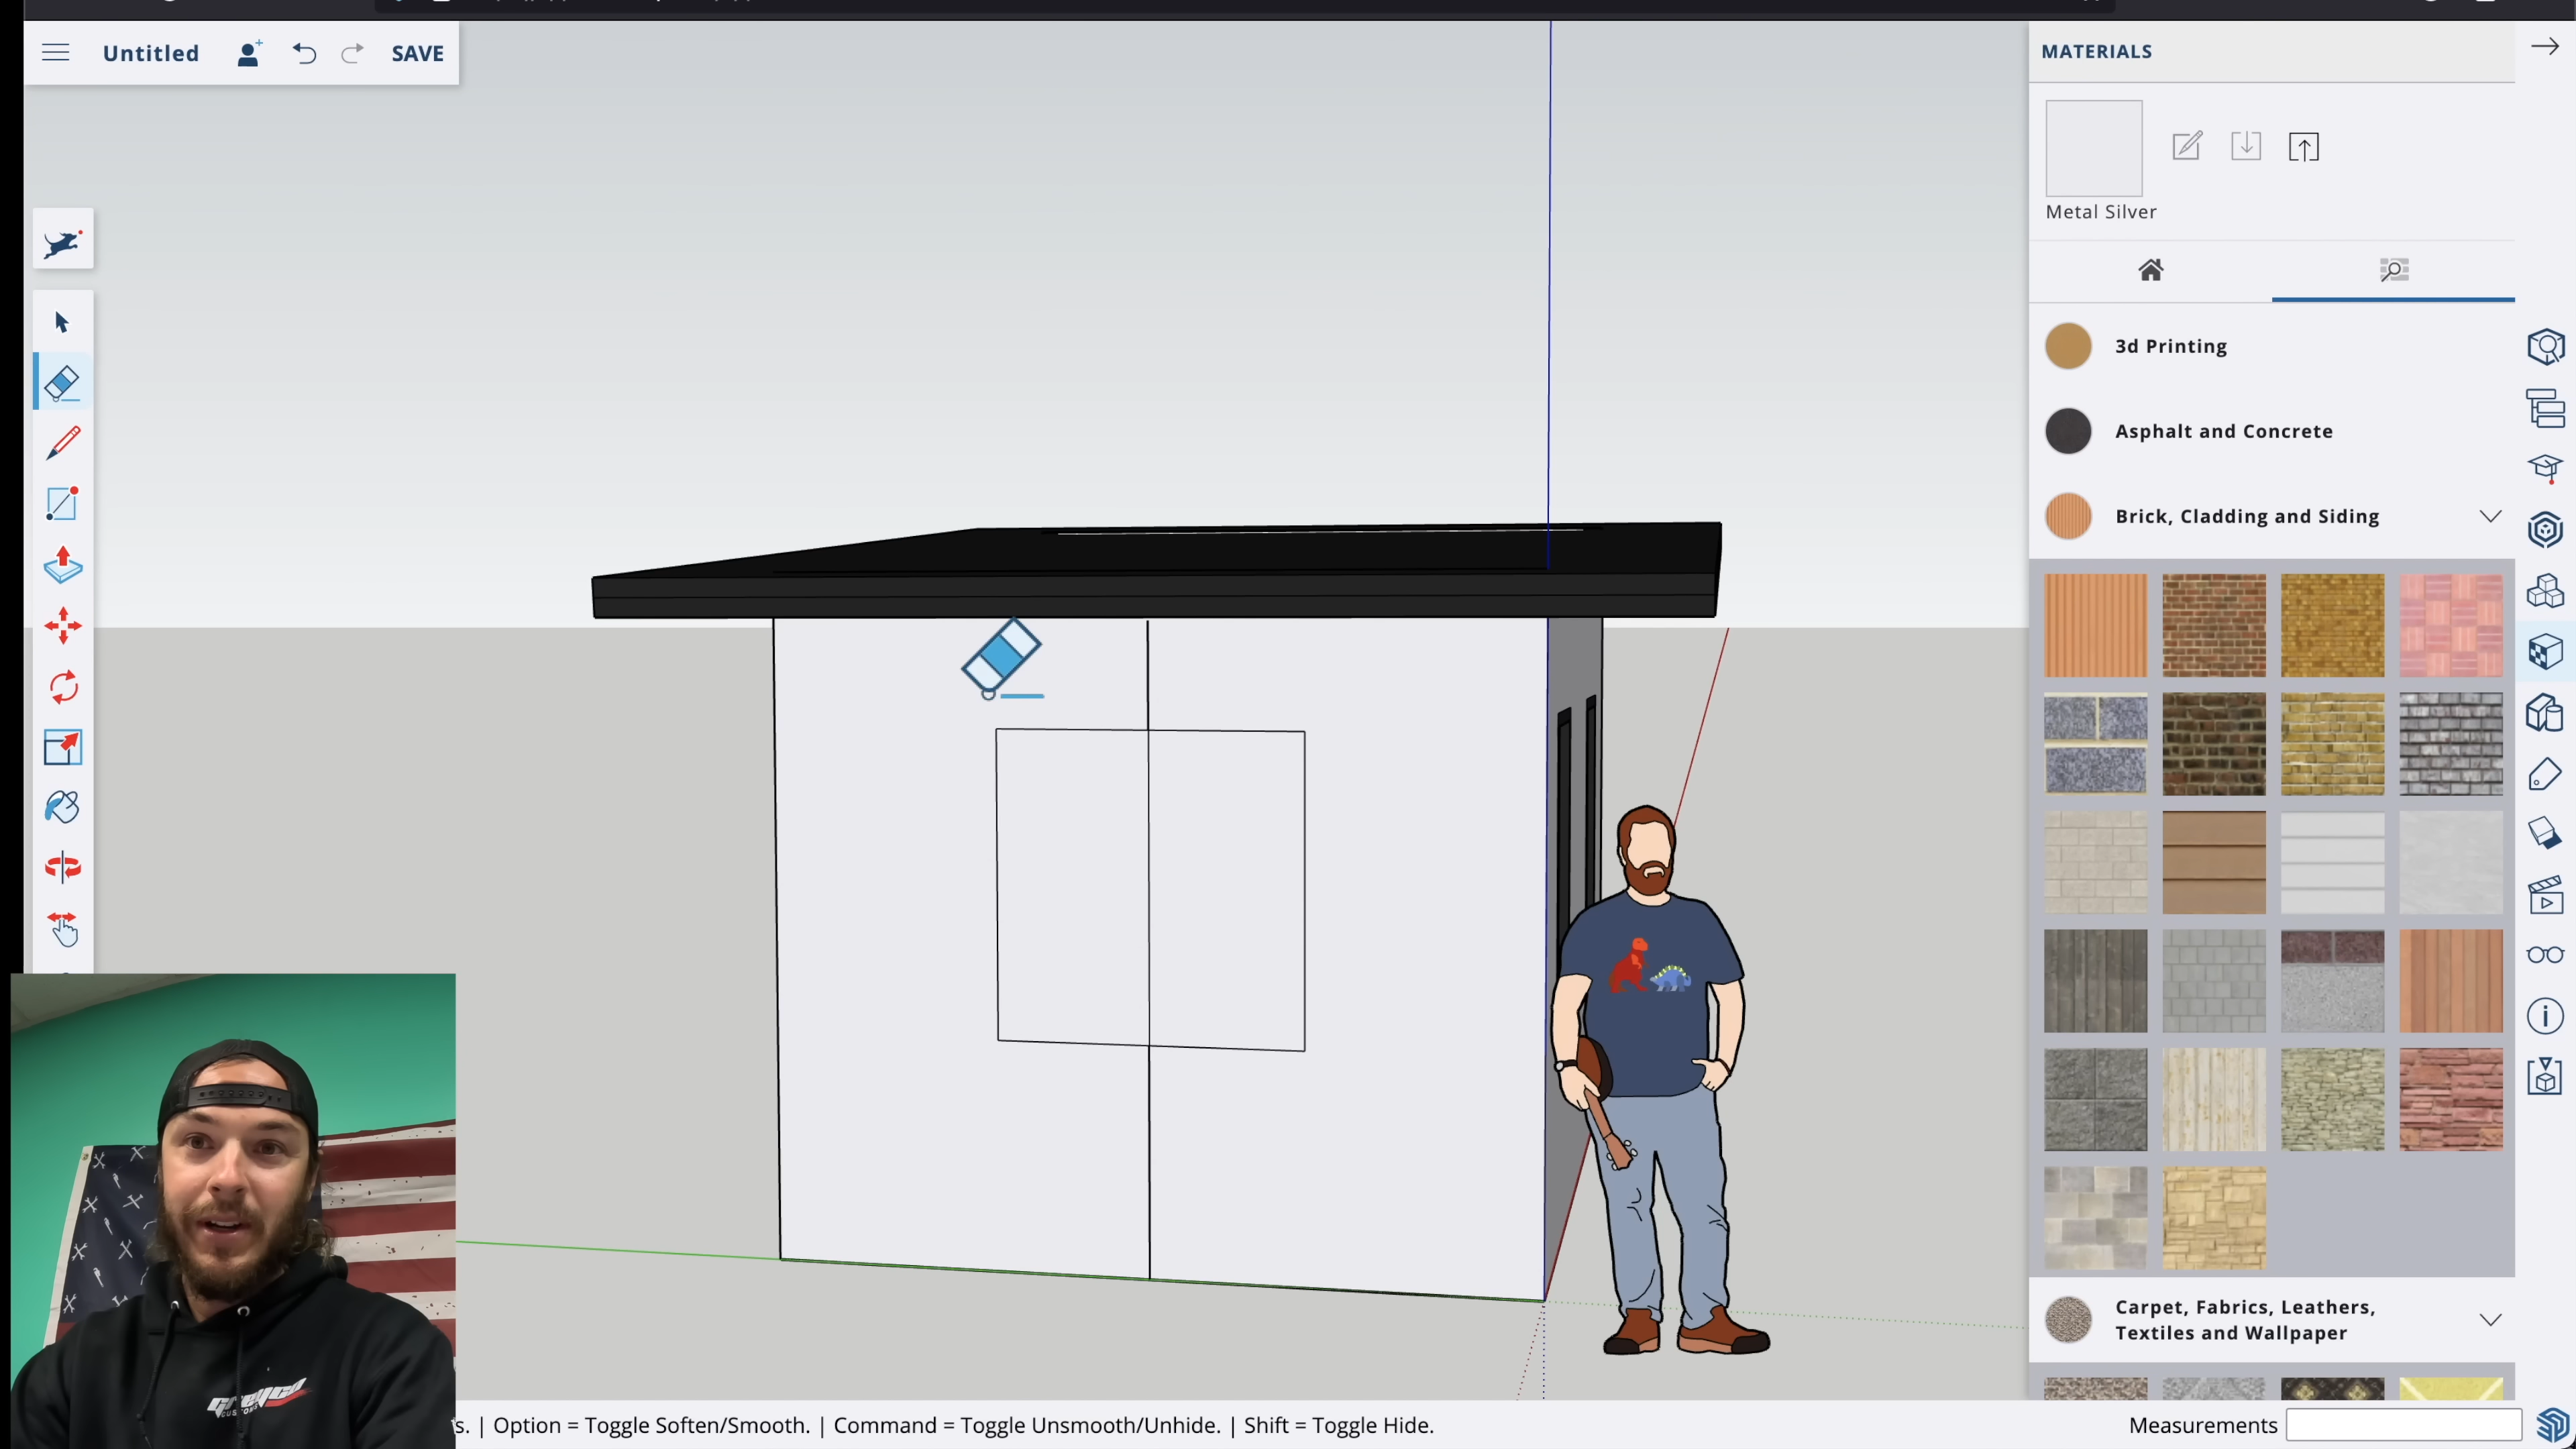 Untitled
SAVE
MATERIALS
Metal Silver
3d Printing
Asphalt and Concrete
Brick, Cladding and Siding
Carpet, Fabrics, Leathers,
Textiles and Wallpaper
s. | Option = Toggle Soften/Smooth. | Command = Toggle Unsmooth/Unhide. | Shift = Toggle Hide.
Measurements